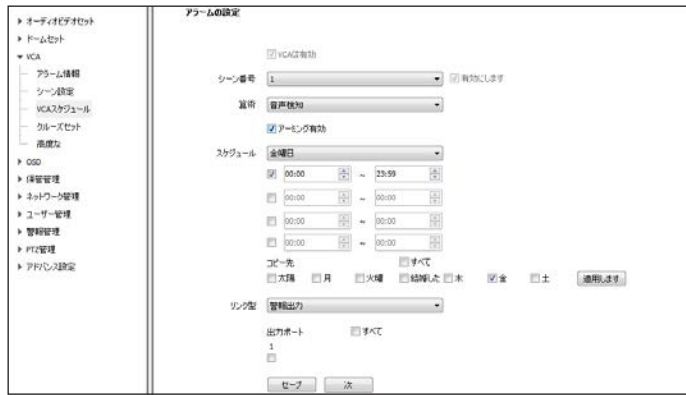 オーディオビデオセット
ドームセット
VCA
アラーム情報
シーン設定
VCAスケジュール
クルーズセット
高度な
OSD
保管管理
ネットワーク管理
ユーザー管理
警報管理
PTZ管理
アドバンス設定
アラームの設定
VCAは有効
シーン番号 1 有効にします
算術 音声検知
アーミング有効
スケジュール 金曜日
00:00 ~ 23:59
00:00 ~ 00:00
00:00 ~ 00:00
00:00 ~ 00:00
コピー先 すべて
太陽 月 火曜 結婚した 木 金 土 適用します
リンク型 警報出力
出力ポート すべて
1
セーブ 次